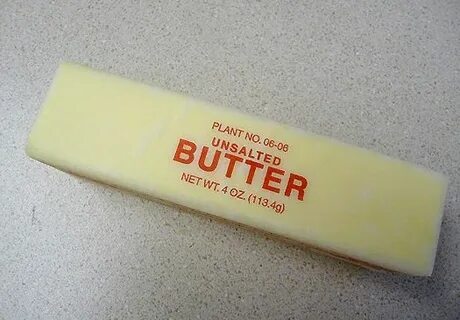 PLANT NO. 06-06
UNSALTED
BUTTER
NET WT. 4 OZ. (113.4g)